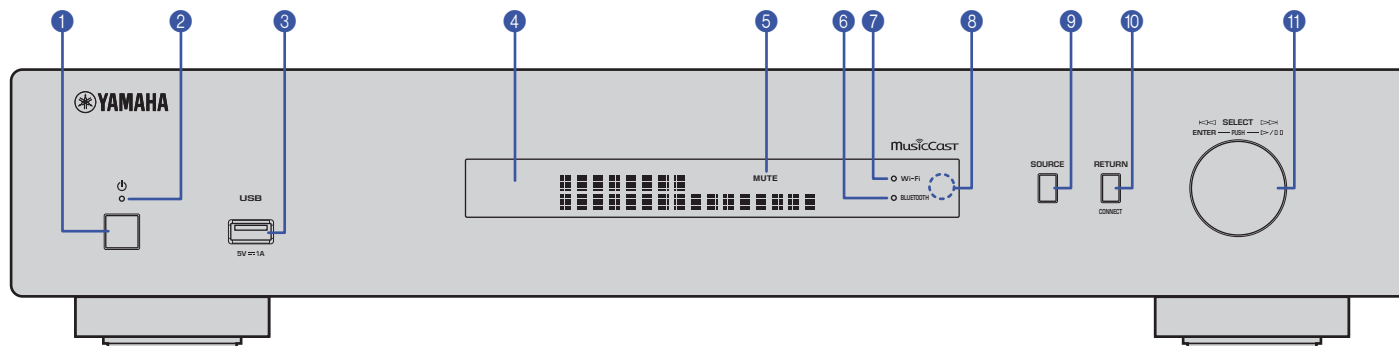 1 2 3 4 5 6 7 8 9 10 11
YAMAHA
SELECT
ENTER PUSH
MusicCast
SOURCE RETURN
MUTE
Wi-Fi
USB
BLUETOOTH
CONNECT
5V 1A